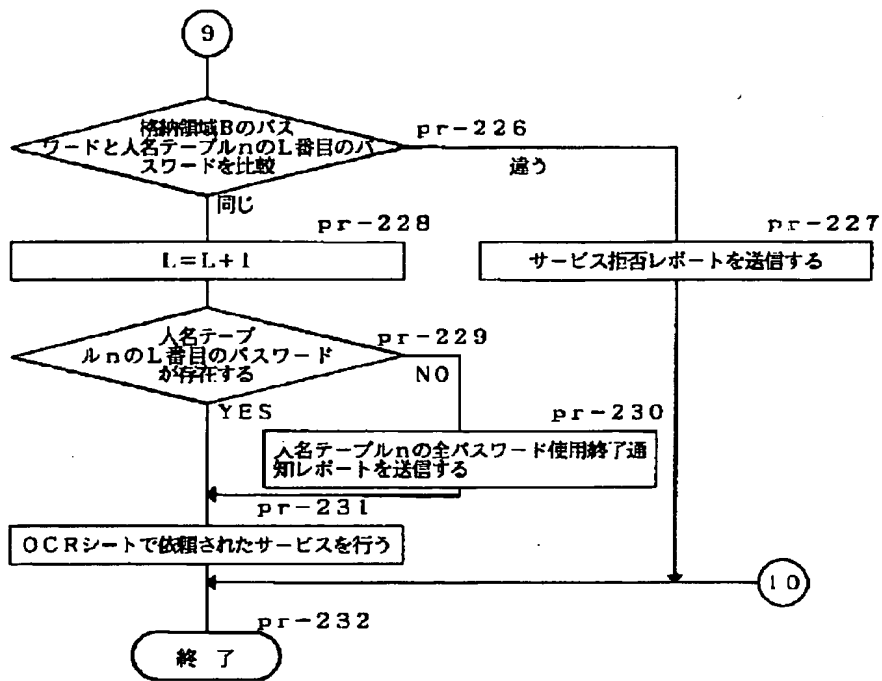 9
格納領域Bのパス
ワードと人名テーブルnのL番目のパ
スワードを比較
pr-226
違う
同じ
pr-228
pr-227
L=L+1
サービス拒否レポートを送信する
人名テーブ
ルnのL番目のパスワード
が存在する
pr-229
NO
YES
pr-230
人名テーブルnの全パスワード使用終了通
知レポートを送信する
pr-231
OCRシートで依頼されたサービスを行う
10
pr-232
終 了